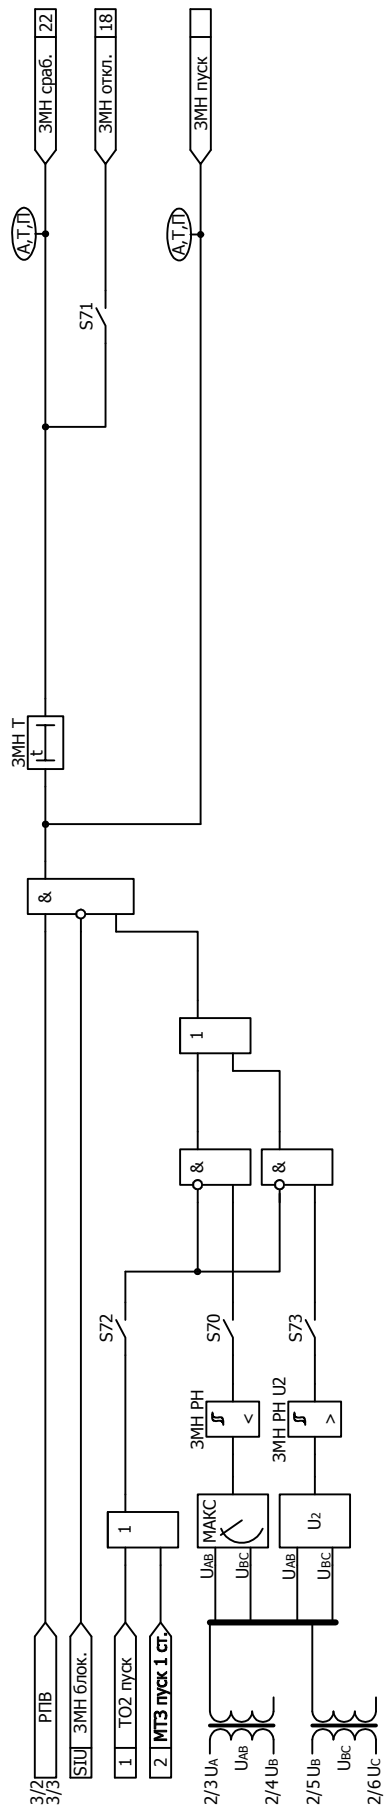 ЗМН сраб. 22
ЗМН откл. 18
ЗМН пуск
А,Т,П
А,Т,П
S71
ЗМН Т
t
&
1
&
&
S72
S70
S73
ЗМН РН
<
ЗМН РН U2
>
1
МАКС
U2
UAB
UBC
UAB
UBC
3/2
3/3
РПВ
SIU ЗМН блок.
1 ТО2 пуск
2 МТЗ пуск 1 ст.
2/3 UA
UAB
2/4 UB
2/5 UB
UBC
2/6 UC